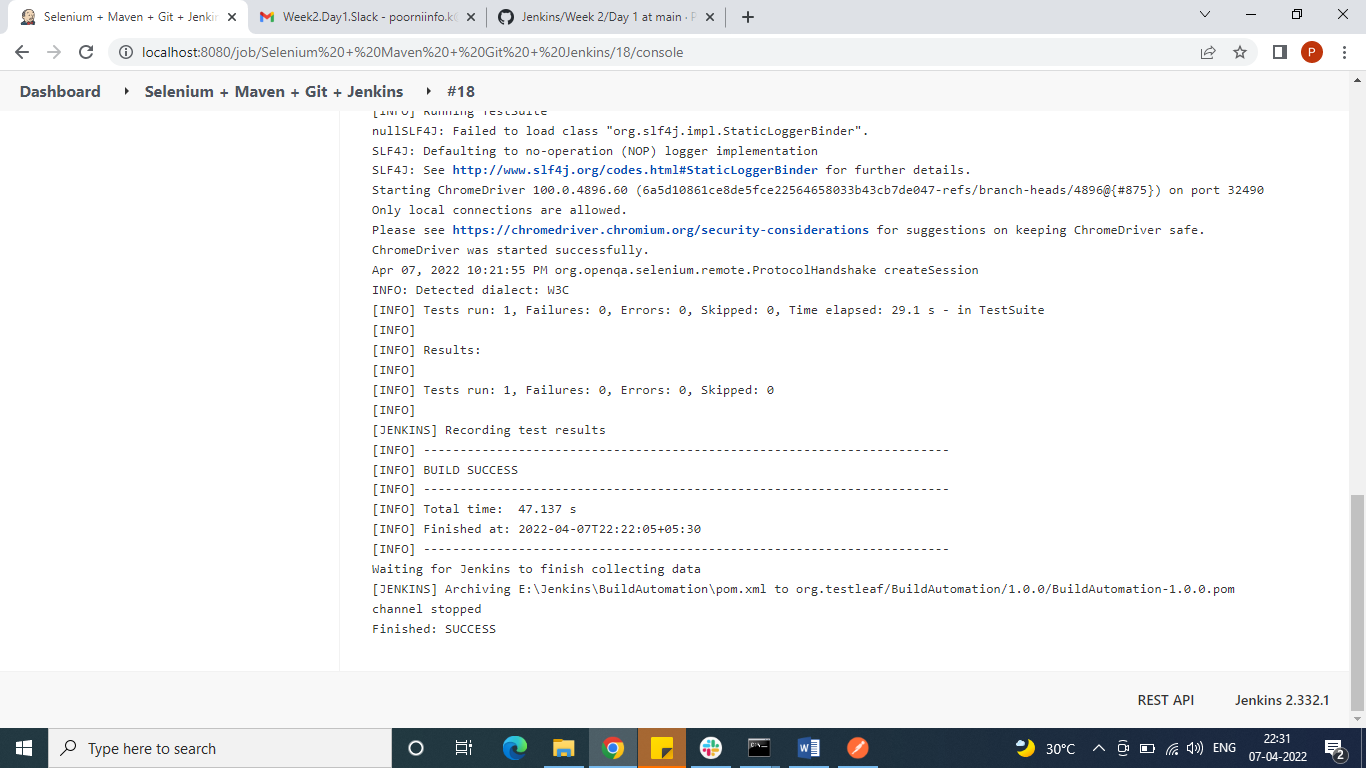 Selenium + Maven + Git + Jenkin
Week2.Day1.Slack - poorniinfo.k
Jenkins/Week 2/Day 1 at main ·
localhost:8080/job/Selenium%20+%20Maven%20+%20Git%20+%20Jenkins/18/console
P
Dashboard Selenium + Maven + Git + Jenkins #18
[INFO] Running TestSuite
nullSLF4J: Failed to load class "org.slf4j.impl.StaticLoggerBinder".
SLF4J: Defaulting to no-operation (NOP) logger implementation
SLF4J: See http://www.slf4j.org/codes.html#StaticLoggerBinder for further details.
Starting ChromeDriver 100.0.4896.60 (6a5d10861ce8de5fce22564658033b43cb7de047-refs/branch-heads/4896@{#875}) on port 32490
Only local connections are allowed.
Please see https://chromedriver.chromium.org/security-considerations for suggestions on keeping ChromeDriver safe.
ChromeDriver was started successfully.
Apr 07, 2022 10:21:55 PM org.openqa.selenium.remote.ProtocolHandshake createSession
INFO: Detected dialect: W3C
[INFO] Tests run: 1, Failures: 0, Errors: 0, Skipped: 0, Time elapsed: 29.1 s - in TestSuite
[INFO]
[INFO] Results:
[INFO]
[INFO] Tests run: 1, Failures: 0, Errors: 0, Skipped: 0
[INFO]
[JENKINS] Recording test results
[INFO] ------------------------------------------------------------------------
[INFO] BUILD SUCCESS
[INFO] ------------------------------------------------------------------------
[INFO] Total time:  47.137 s
[INFO] Finished at: 2022-04-07T22:22:05+05:30
[INFO] ------------------------------------------------------------------------
Waiting for Jenkins to finish collecting data
[JENKINS] Archiving E:\Jenkins\BuildAutomation\pom.xml to org.testleaf/BuildAutomation/1.0.0/BuildAutomation-1.0.0.pom
channel stopped
Finished: SUCCESS
REST API Jenkins 2.332.1
Type here to search
30°C
ENG
22:31
07-04-2022
2